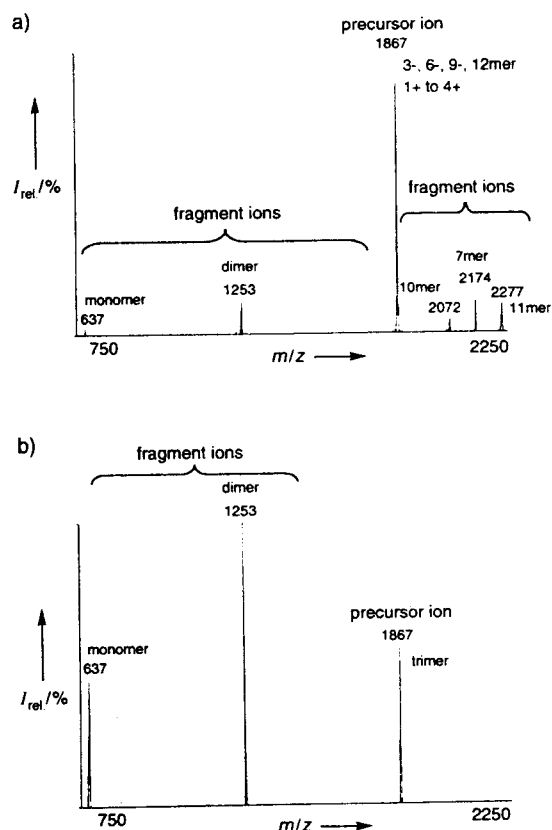 a)
precursor ion
1867
3-, 6-, 9-, 12mer
1+ to 4+
I rel./%
fragment ions
fragment ions
dimer
1253
monomer
637
7mer
2174
10mer
2072
2277
11mer
750
m/z
2250
b)
fragment ions
dimer
1253
precursor ion
1867
trimer
monomer
637
I rel./%
750
m/z
2250